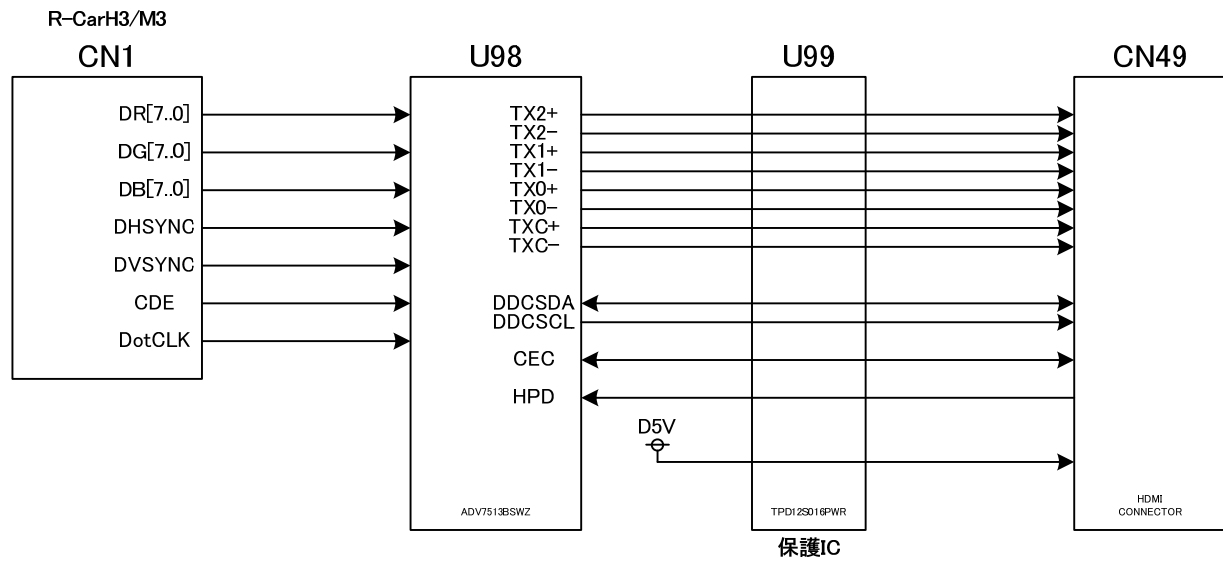 R-CarH3/M3
CN1
U98
U99
CN49
DR[7..0]
DG[7..0]
DB[7..0]
DHSYNC
DVSYNC
CDE
DotCLK
TX2+
TX2-
TX1+
TX1-
TX0+
TX0-
TXC+
TXC-
DDCSDA
DDCSCL
CEC
HPD
D5V
ADV7513BSWZ
TPD12S016PWR
HDMI
CONNECTOR
保護IC